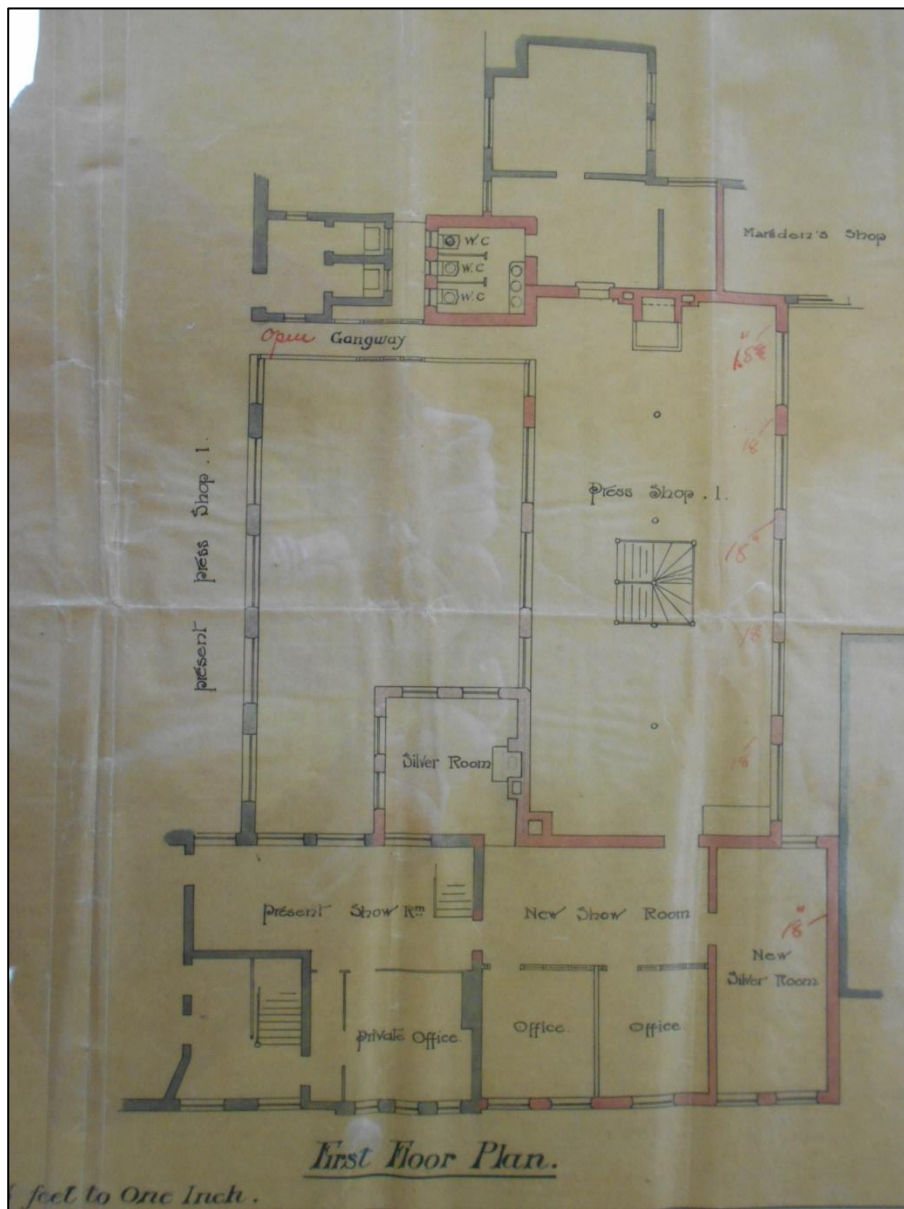 Marsden's Shop
W.C
W.C
W.C
Open Gangway
18"
18
Press Shop . 1.
present press Shop . 1.
18"
18
18
Silver Room
Present Show Rm
New Show Room
18"
New
Silver Room
Private Office.
Office.
Office
First Floor Plan.
feet to One Inch .